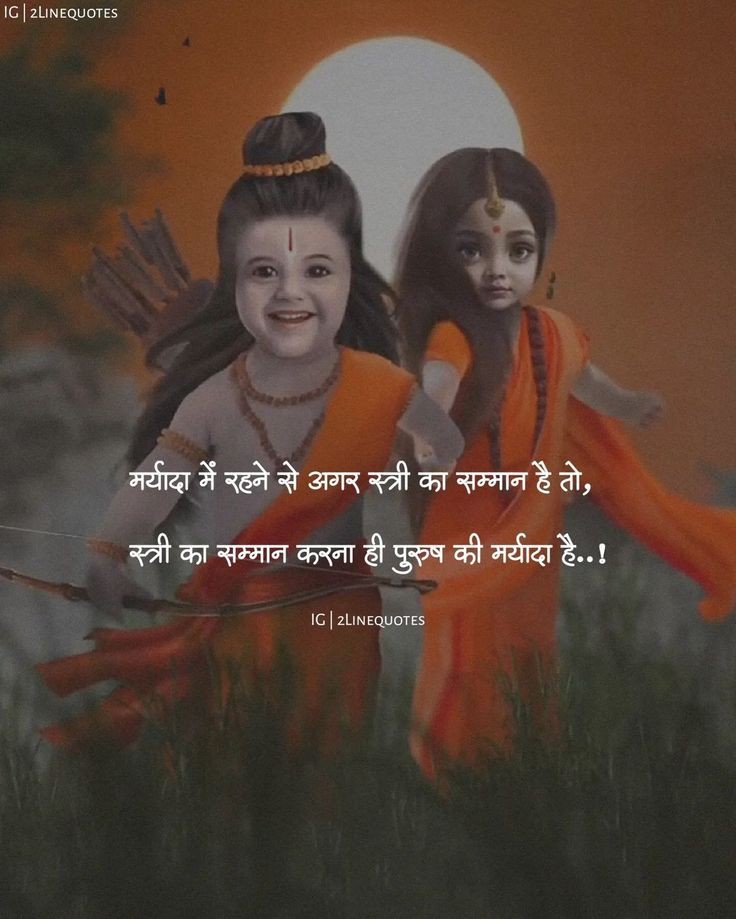 IG | 2LINEQUOTES
मर्यादा में रहने से अगर स्त्री का सम्मान है तो,
स्त्री का सम्मान करना ही पुरुष की मर्यादा है..!
IG | 2LINEQUOTES